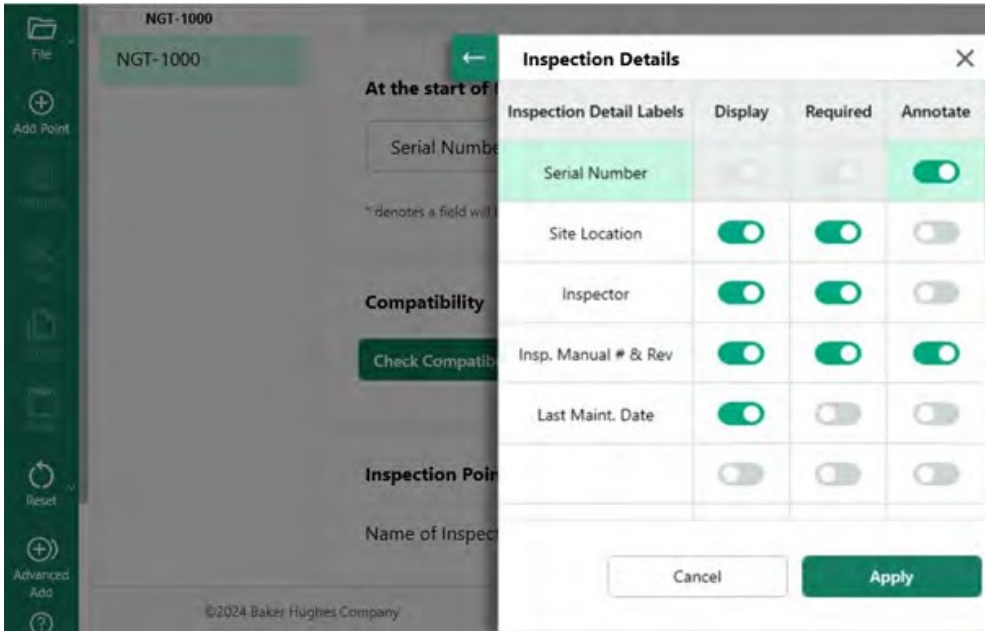 NGT-1000
File
NGT-1000
Add Point
Reset
Advanced
Add
At the start of
Serial Numbe
* denotes a field will
Compatibility
Check Compatib
Inspection Poin
Name of Inspect
©2024 Baker Hughes Company
Inspection Details
Inspection Detail Labels Display Required Annotate
Serial Number
Site Location
Inspector
Insp. Manual # & Rev
Last Maint. Date
Cancel Apply